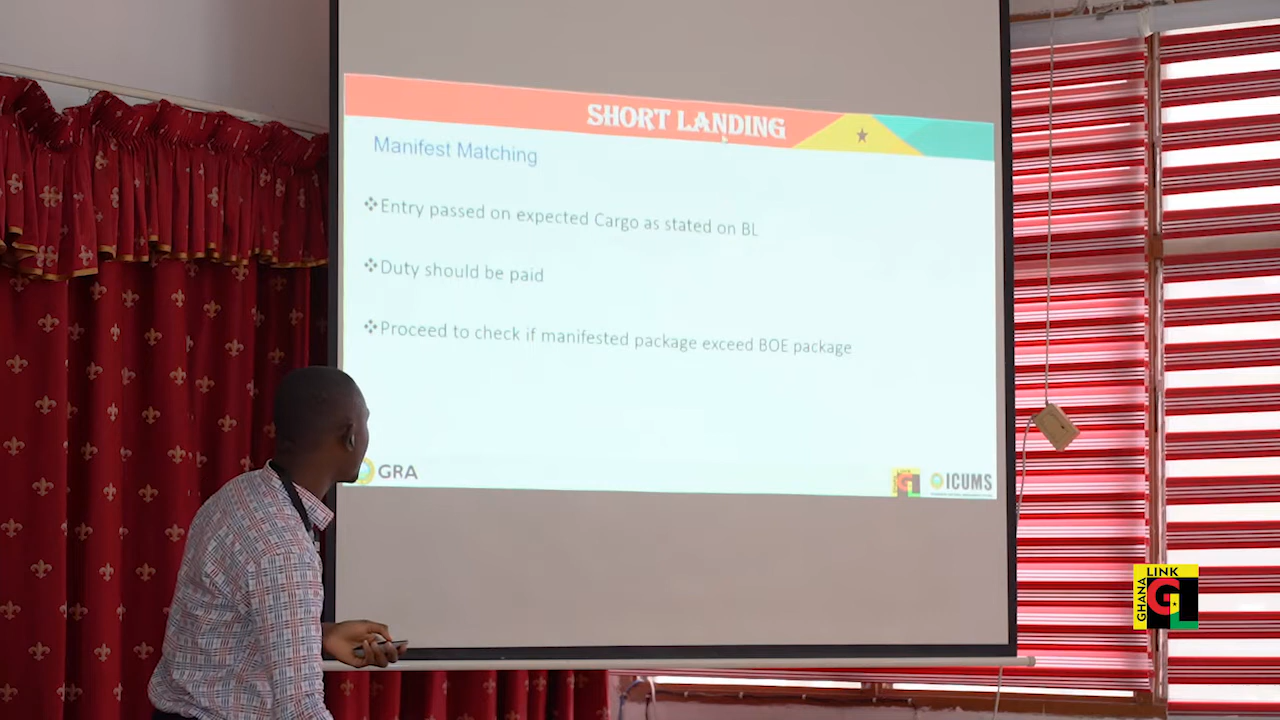 SHORT LANDING
Manifest Matching
❖Entry passed on expected Cargo as stated on BL
❖Duty should be paid
❖Proceed to check if manifested package exceed BOE package
GRA
ICUMS
GHANA
LINK
GL